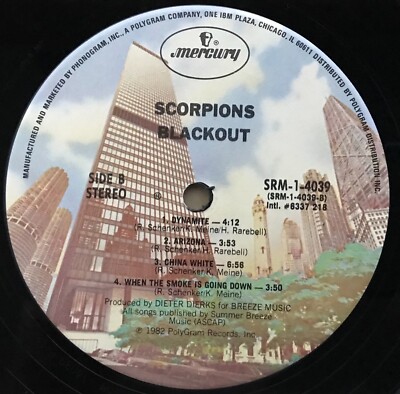 MANUFACTURED AND MARKETED BY PHONOGRAM, INC., A POLYGRAM COMPANY, ONE IBM PLAZA, CHICAGO, IL 60611 DISTRIBUTED BY POLYGRAM DISTRIBUTION, INC.
mercury
SCORPIONS
BLACKOUT
SIDE B
STEREO
SRM-1-4039
(SRM-1-4039-B)
Intl. #6337 218
1. DYNAMITE — 4:12
(R. Schenker/K. Meine/H. Rarebell)
2. ARIZONA — 3:53
(R. Schenker/K. Meine/H. Rarebell)
3. CHINA WHITE — 6:56
(R. Schenker/K. Meine)
4. WHEN THE SMOKE IS GOING DOWN — 3:50
(R. Schenker/K. Meine)
Produced by DIETER DIERKS for BREEZE MUSIC
All songs published by Summer Breeze
Music (ASCAP)
℗ 1982 PolyGram Records, Inc.